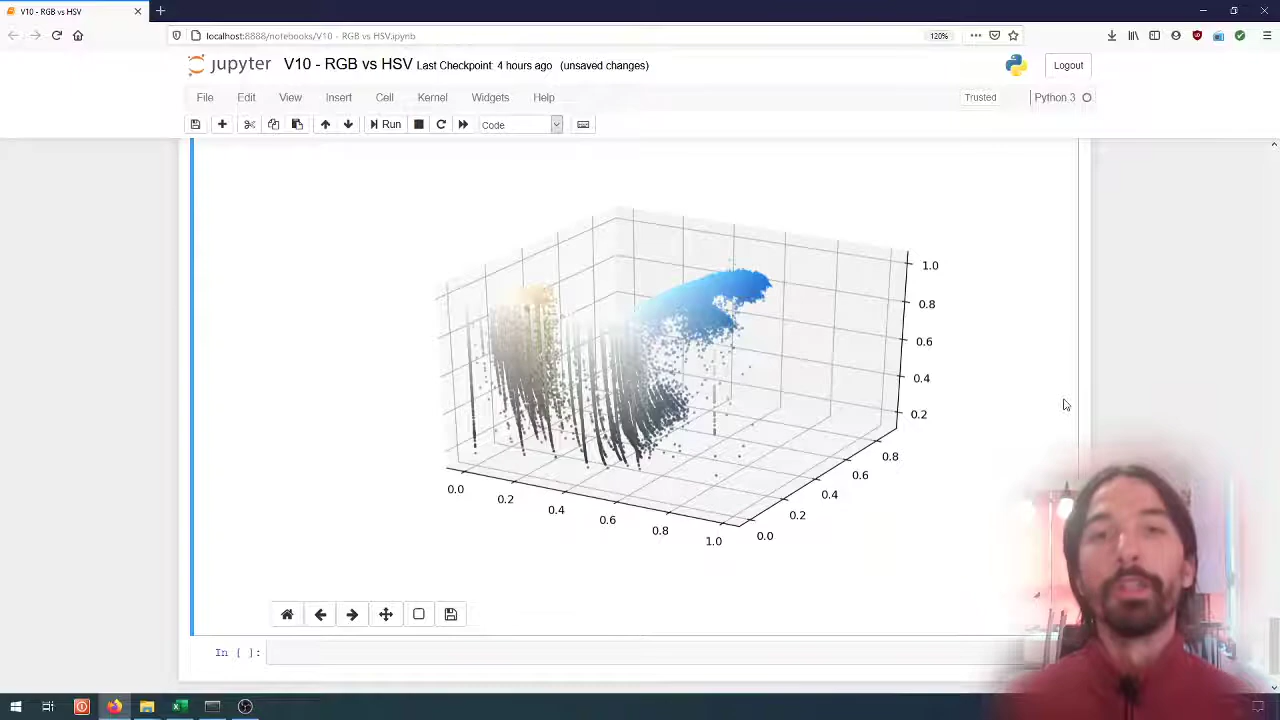 V10 - RGB vs HSV
localhost:8888/notebooks/V10 - RGB vs HSV.ipynb
120%
jupyter V10 - RGB vs HSV Last Checkpoint: 4 hours ago (unsaved changes)
Logout
File Edit View Insert Cell Kernel Widgets Help
Trusted
Python 3
Run
Code
1.0
0.8
0.6
0.4
0.2
0.0
0.2
0.4
0.6
0.8
1.0
0.0
0.2
0.4
0.6
0.8
In [ ]: